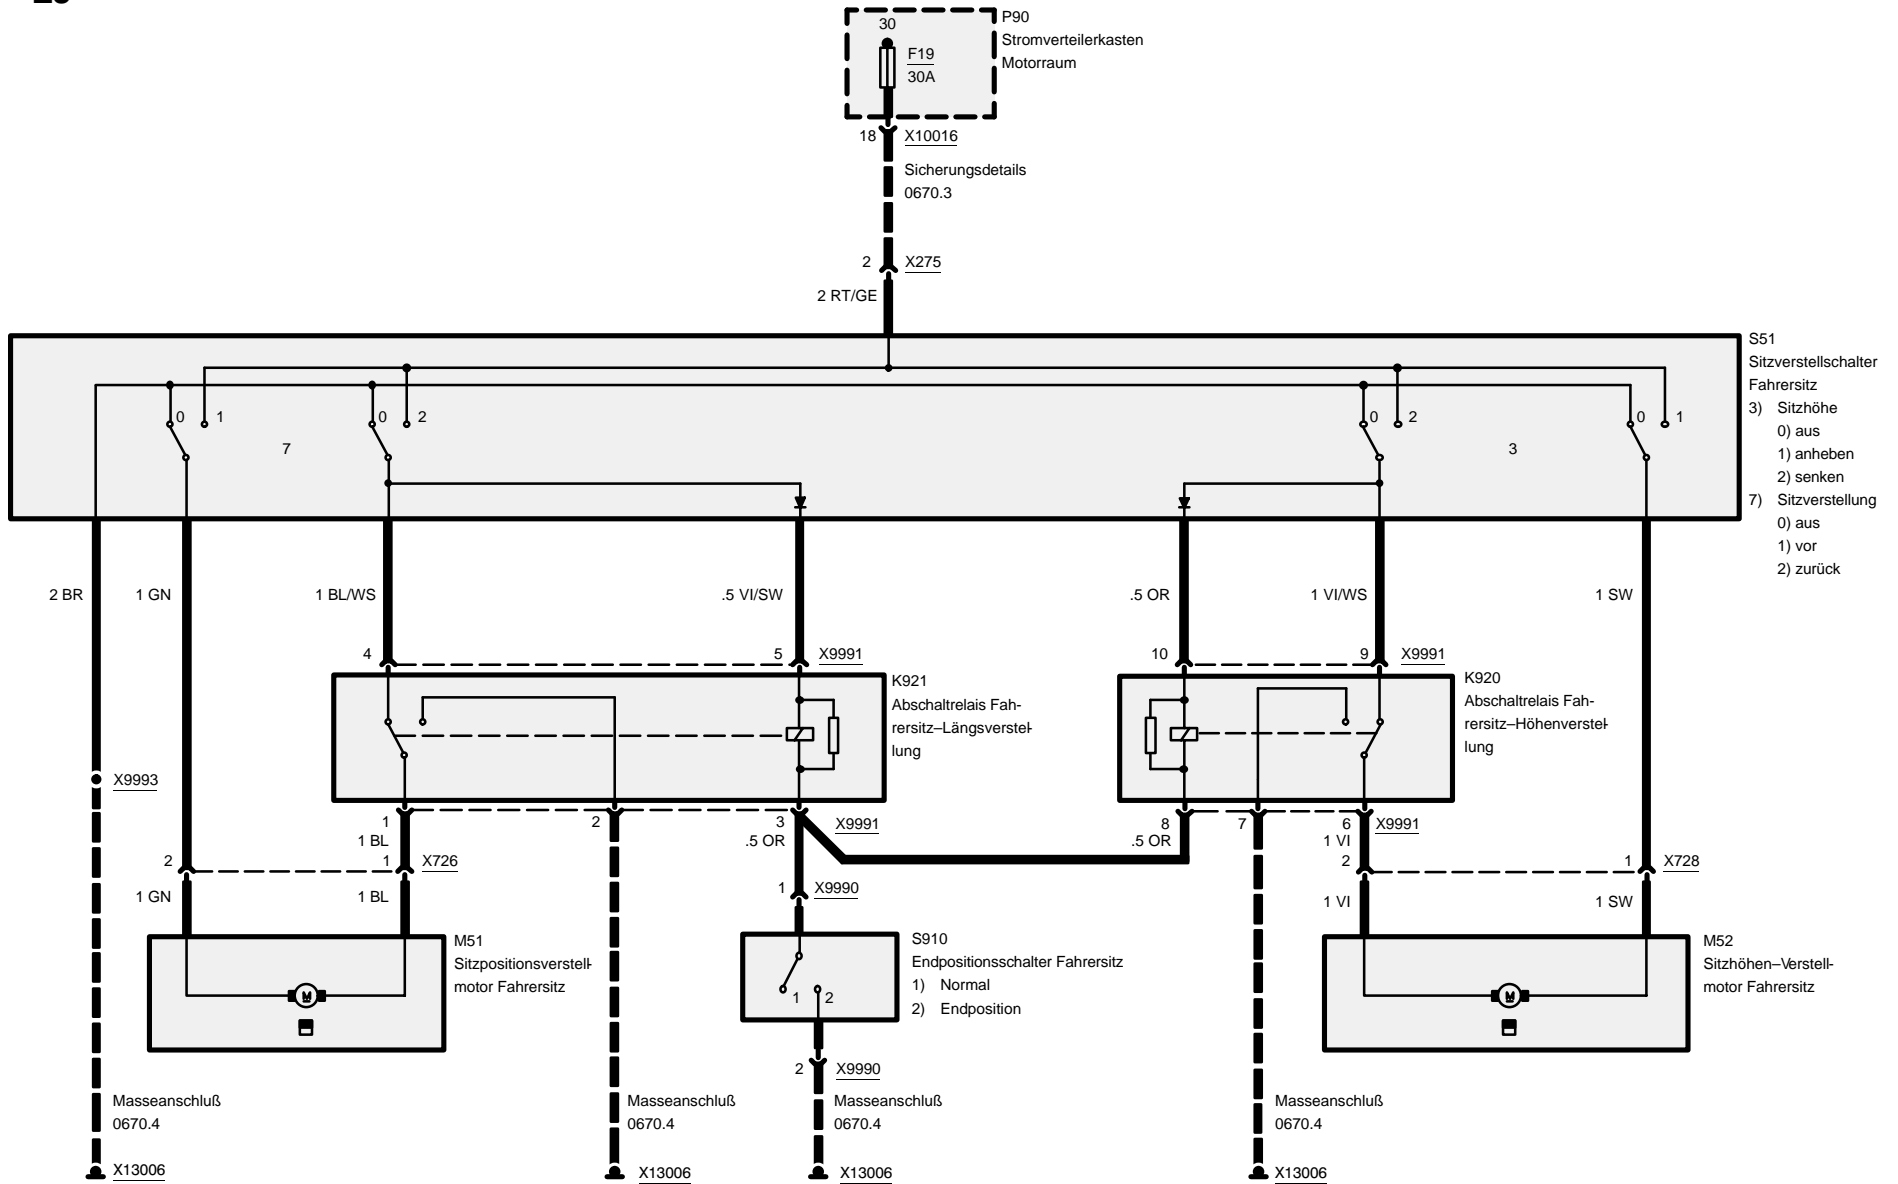 30
F19
30A
P90
Stromverteilerkasten
Motorraum
18 X10016
Sicherungsdetails
0670.3
2 X275
2 RT/GE
S51
Sitzverstellschalter
Fahrersitz
3) Sitzhöhe
0) aus
1) anheben
2) senken
7) Sitzverstellung
0) aus
1) vor
2) zurück
0 1 0 2 0 2 0 1
7 3
2 BR 1 GN 1 BL/WS .5 VI/SW .5 OR 1 VI/WS 1 SW
4 5 X9991 10 9 X9991
K921
Abschaltrelais Fah-
rersitz–Längsverstel-
lung
K920
Abschaltrelais Fah-
rersitz–Höhenverstel-
lung
X9993
1 2 3 X9991 8 7 6 X9991
1 BL .5 OR .5 OR 1 VI
2 1 X726 2 1 X728
1 X9990
1 GN 1 BL 1 VI 1 SW
M51
Sitzpositionsverstell-
motor Fahrersitz
M
S910
Endpositionsschalter Fahrersitz
1) Normal
2) Endposition
1 2
M52
Sitzhöhen–Verstell-
motor Fahrersitz
M
2 X9990
Masseanschluß
0670.4
Masseanschluß
0670.4
Masseanschluß
0670.4
Masseanschluß
0670.4
X13006 X13006 X13006 X13006